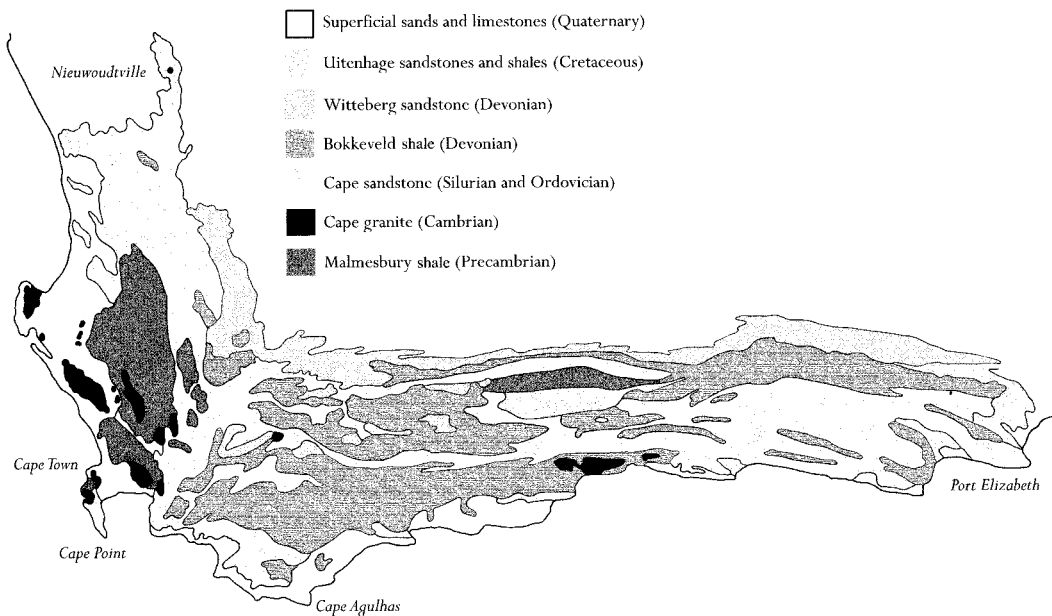 Superficial sands and limestones (Quaternary)
Uitenhage sandstones and shales (Cretaceous)
Nieuwoudtville
Witteberg sandstone (Devonian)
Bokkeveld shale (Devonian)
Cape sandstone (Silurian and Ordovician)
Cape granite (Cambrian)
Malmesbury shale (Precambrian)
Cape Town
Port Elizabeth
Cape Point
Cape Agulhas